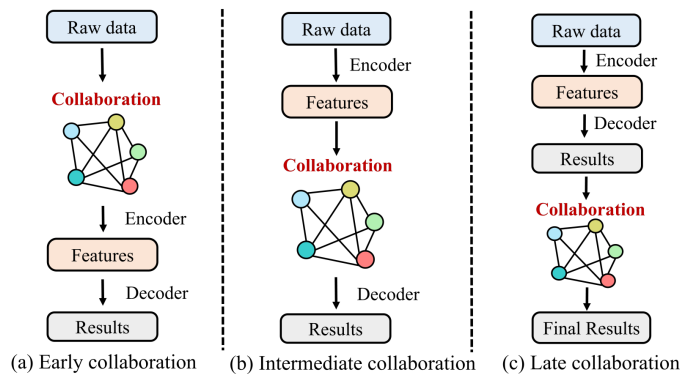 Raw data
Collaboration
Encoder
Features
Decoder
Results
(a) Early collaboration
Raw data
Encoder
Features
Collaboration
Decoder
Results
(b) Intermediate collaboration
Raw data
Encoder
Features
Decoder
Results
Collaboration
Final Results
(c) Late collaboration